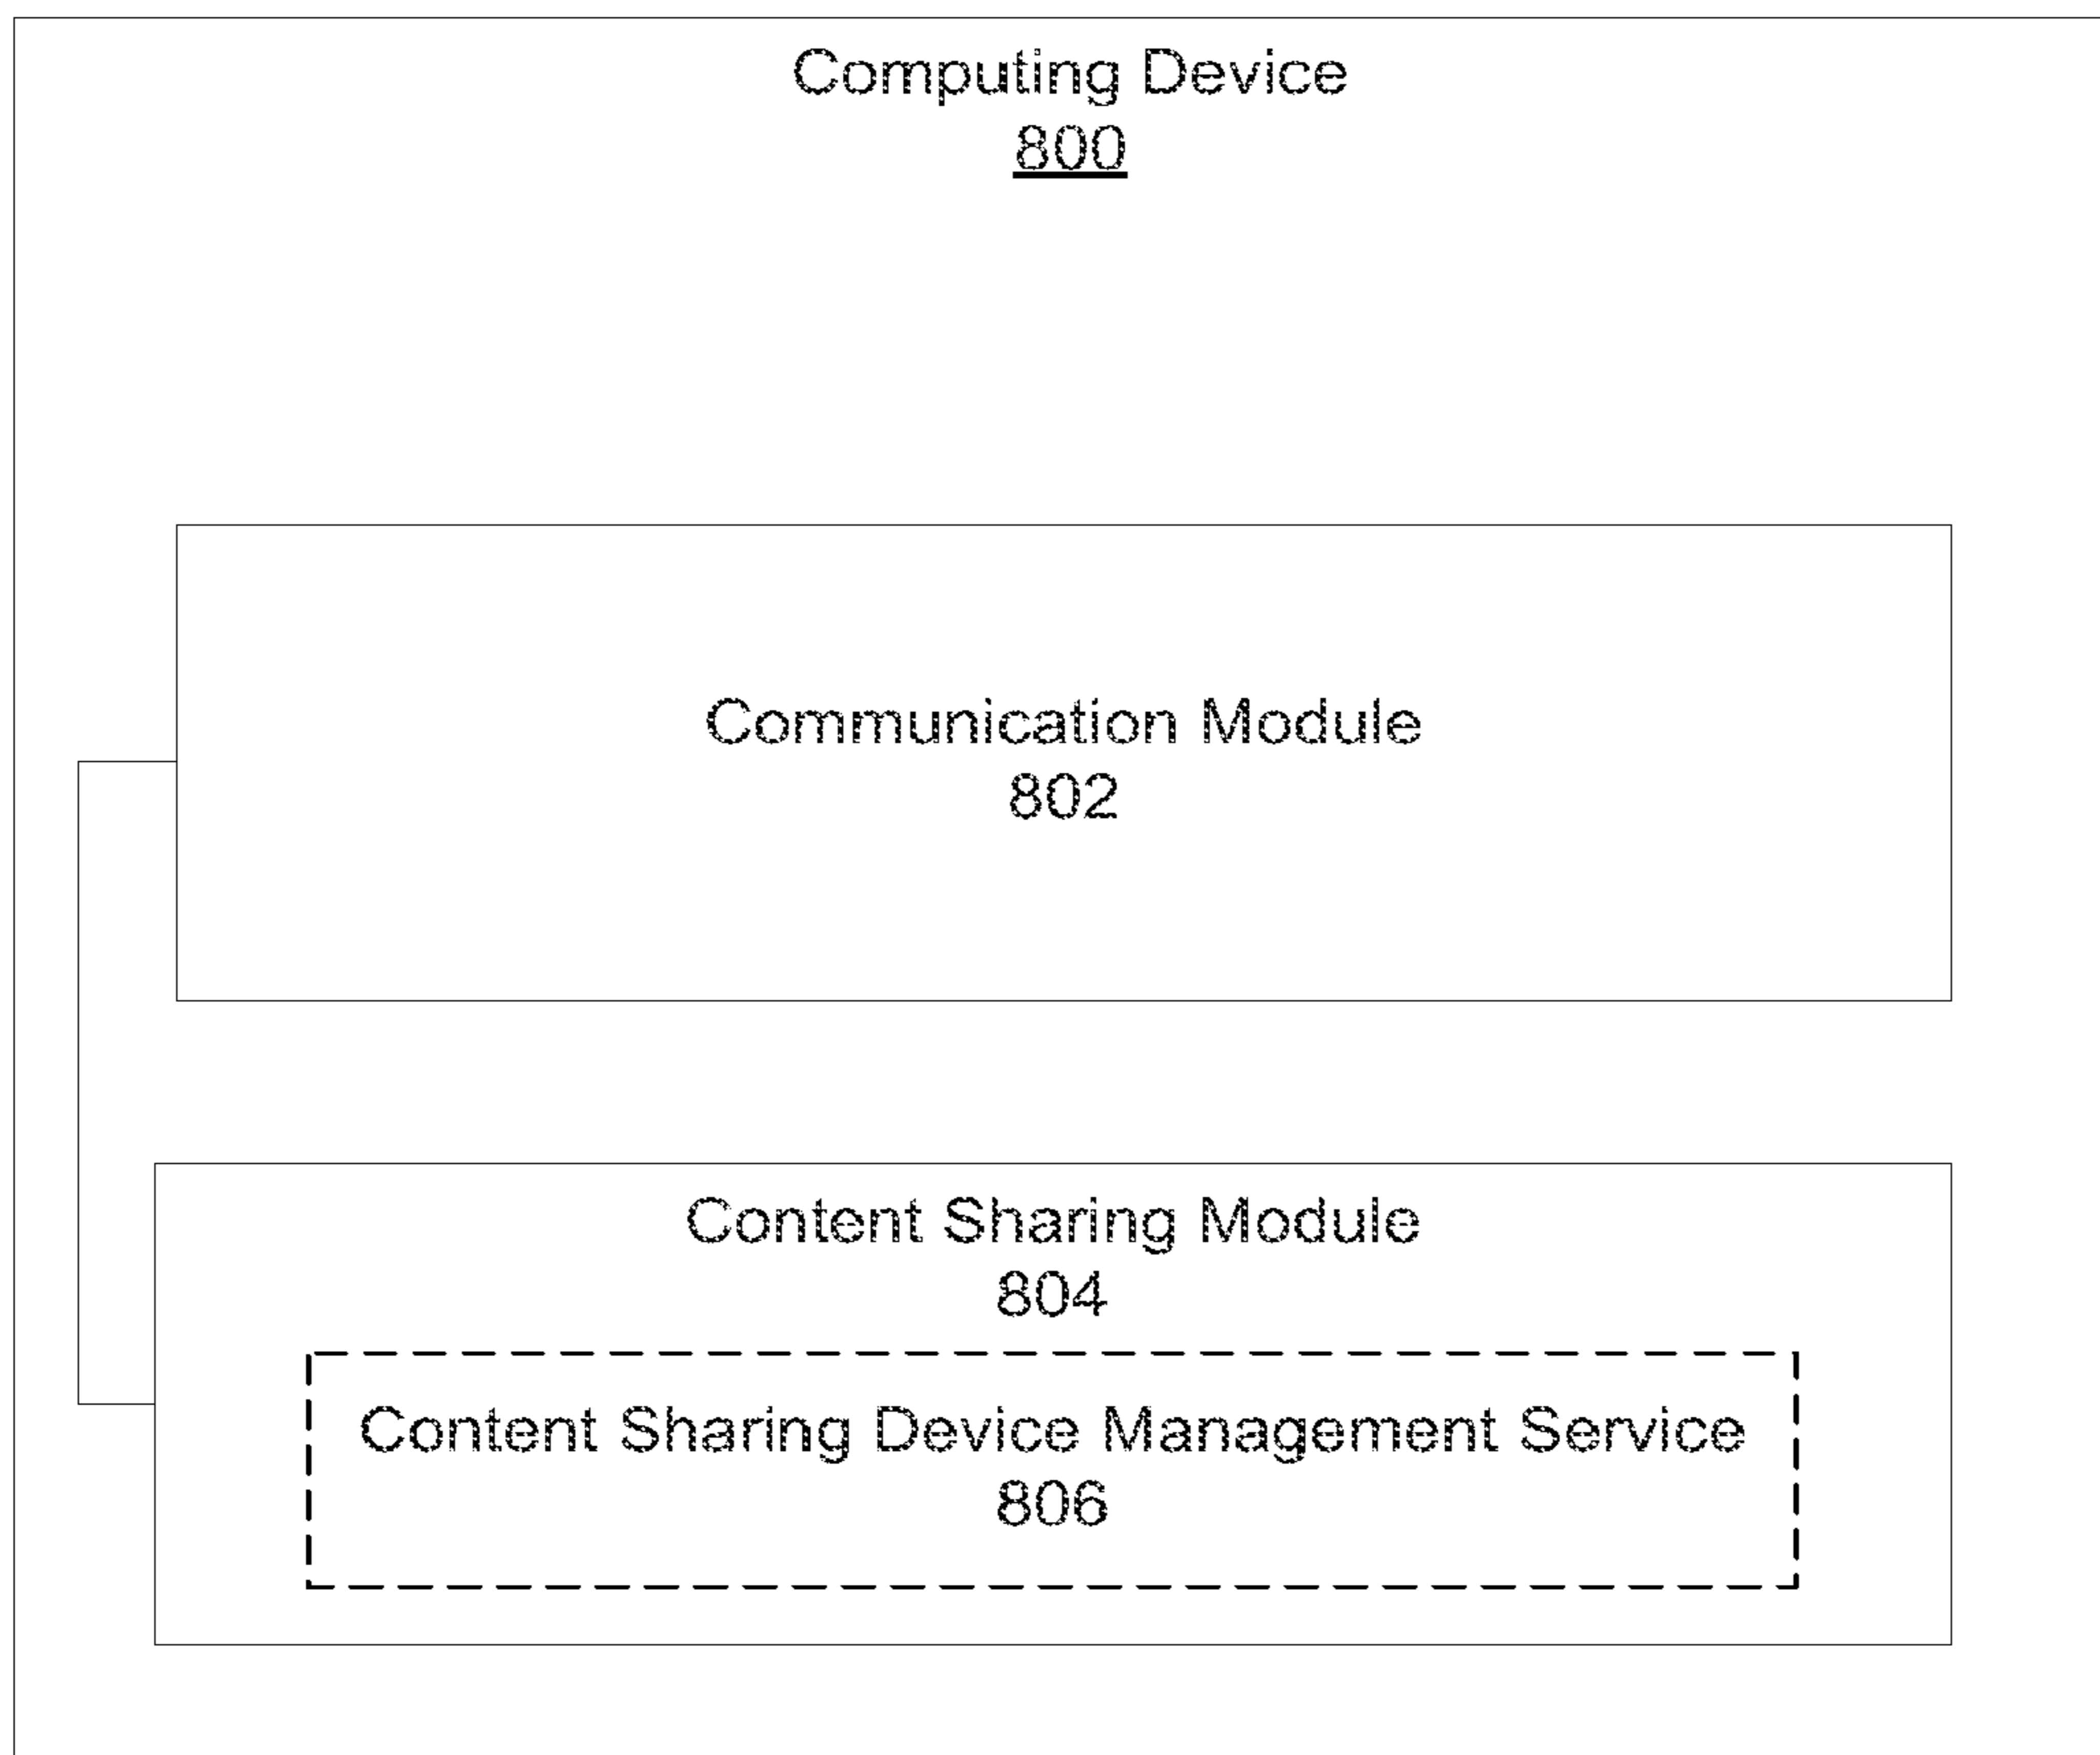 Computing Device
800
Communication Module
802
Content Sharing Module
804
Content Sharing Device Management Service
806